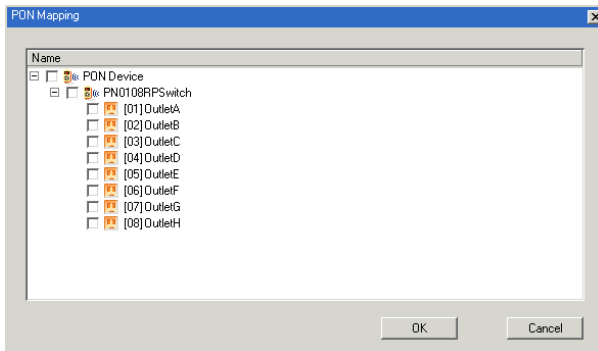 PON Mapping
Name
PON Device
PN0108RPSwitch
[01]OutletA
[02]OutletB
[03]OutletC
[04]OutletD
[05]OutletE
[06]OutletF
[07]OutletG
[08]OutletH
OK Cancel